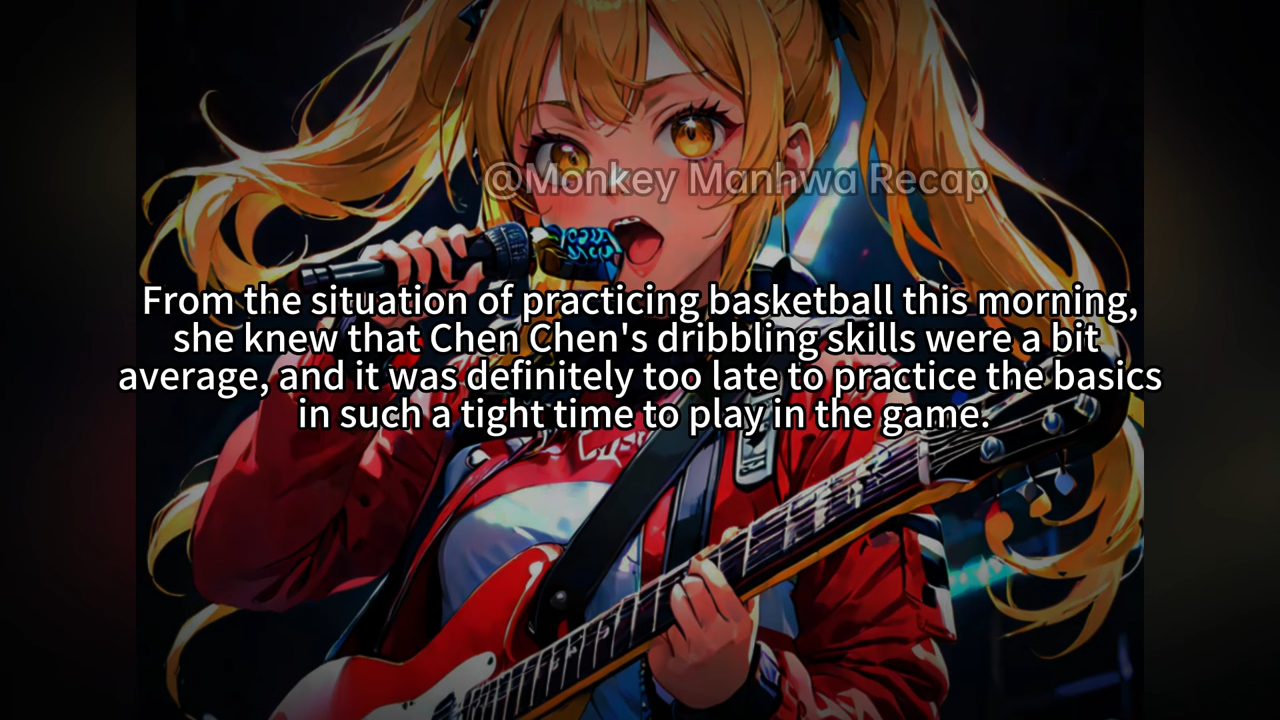 @Monkey Manhwa Recap
From the situation of practicing basketball this morning,
she knew that Chen Chen's dribbling skills were a bit
average, and it was definitely too late to practice the basics
in such a tight time to play in the game.